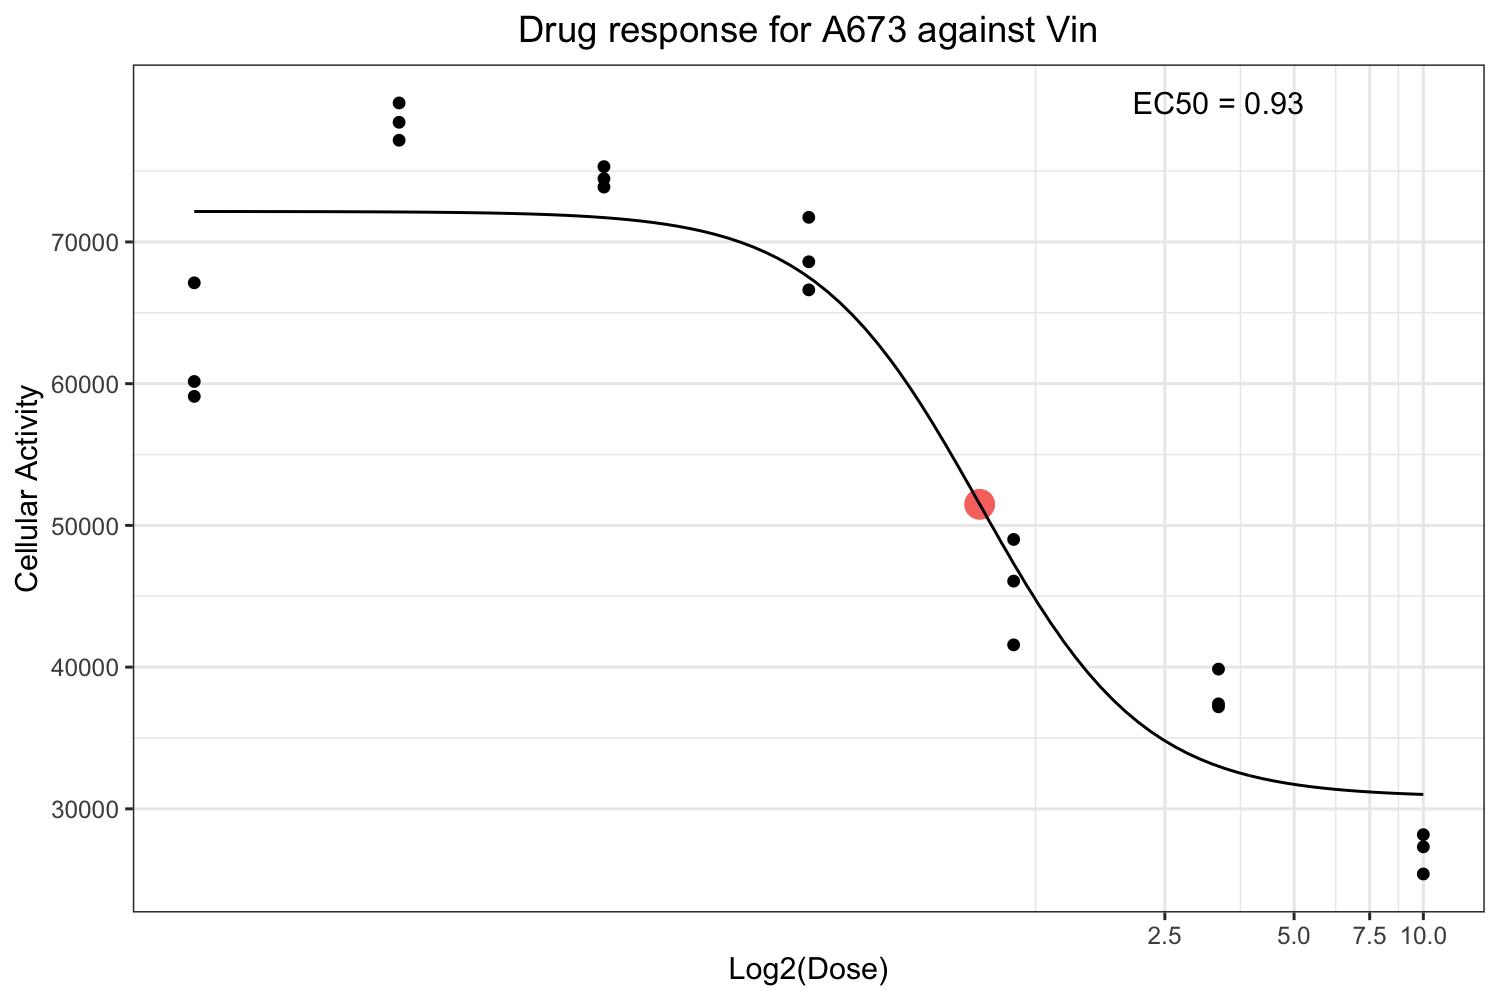 Drug response for A673 against Vin
EC50 = 0.93
Cellular Activity
70000
60000
50000
40000
30000
2.5 5.0 7.5 10.0
Log2(Dose)